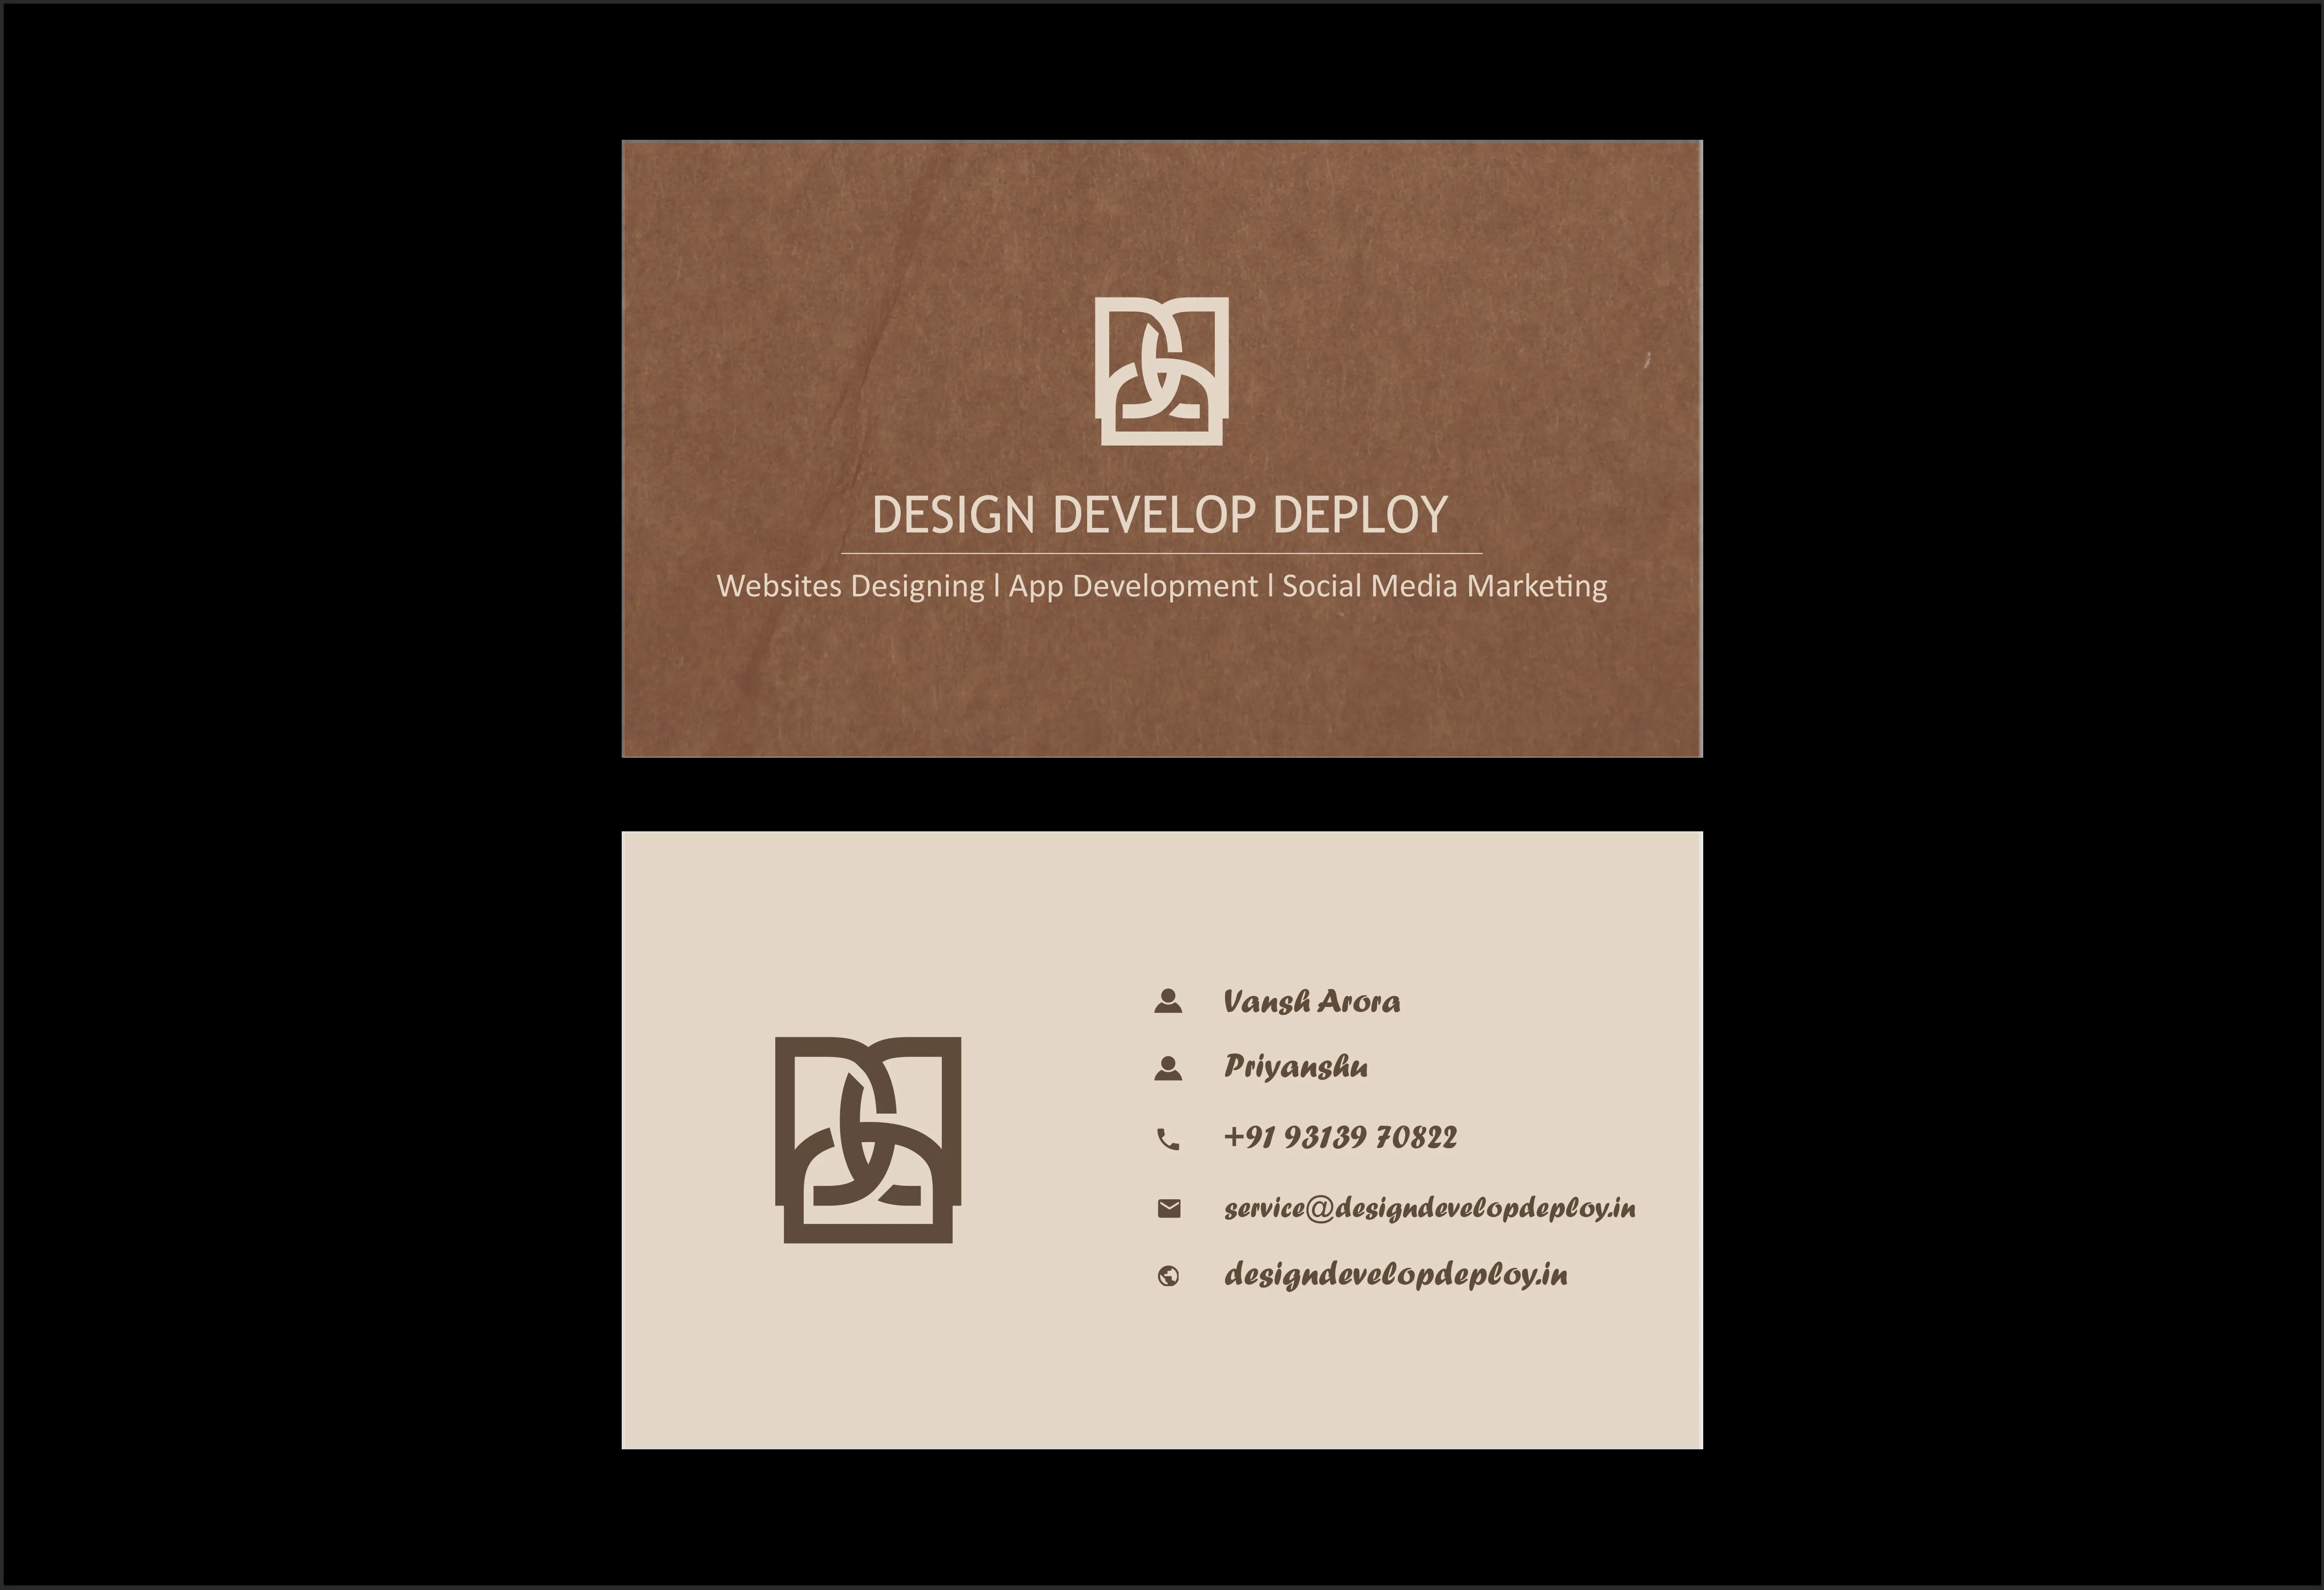 DESIGN DEVELOP DEPLOY
Websites Designing l App Development l Social Media Marketing
Vansh Arora
Priyanshu
+91 93139 70822
service@designdevelopdeploy.in
designdevelopdeploy.in